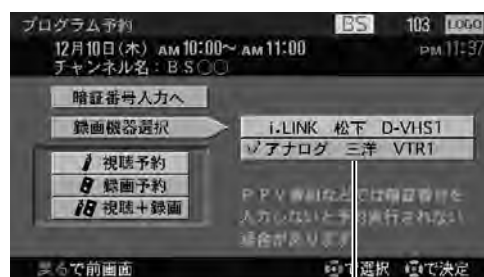 プログラム予約 BS 103 LOGO
12月10日(木) AM10:00~AM11:00 PM11:37
チャンネル名:BS○○
暗証番号入力へ
録画機器選択
i.LINK 松下 D-VHS1
アナログ 三洋 VTR1
視聴予約
録画予約
視聴+録画
PPV番組などでは暗証番号を
入力しないと予約実行されない
場合があります
戻るで前画面 で選択 で決定